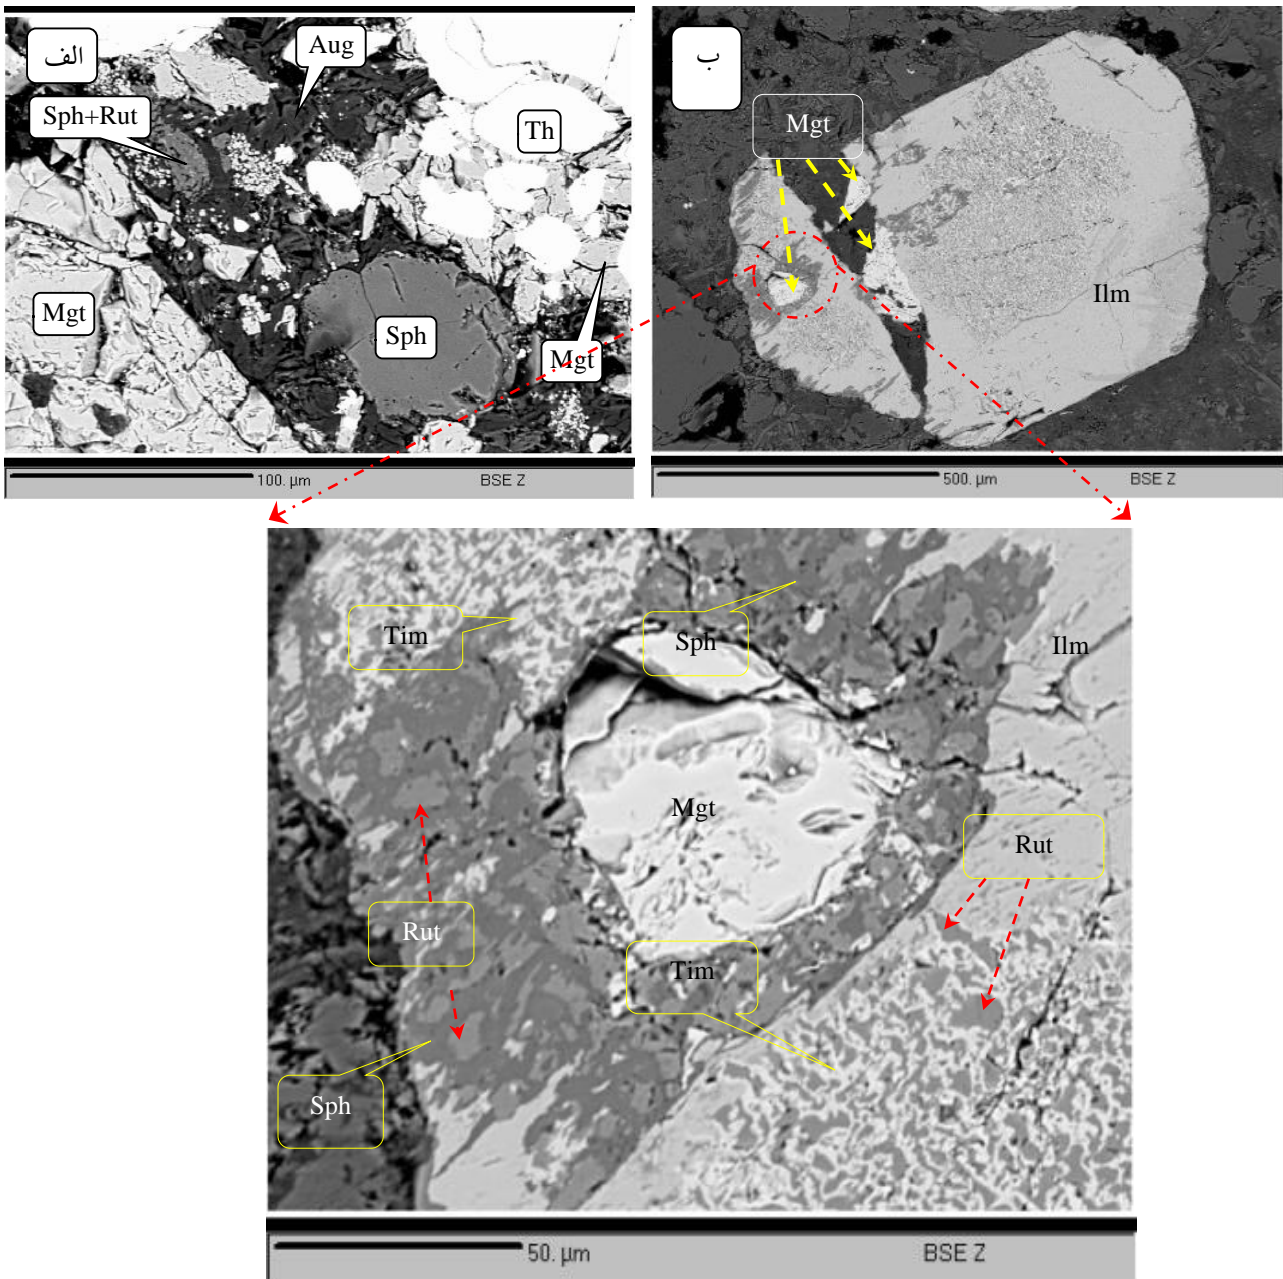 الف
Aug
Sph+Rut
Th
Mgt
Sph
Mgt
100. µm BSE Z
ب
Mgt
Ilm
500. µm BSE Z
Tim
Sph
Ilm
Mgt
Rut
Rut
Tim
Sph
50. µm BSE Z